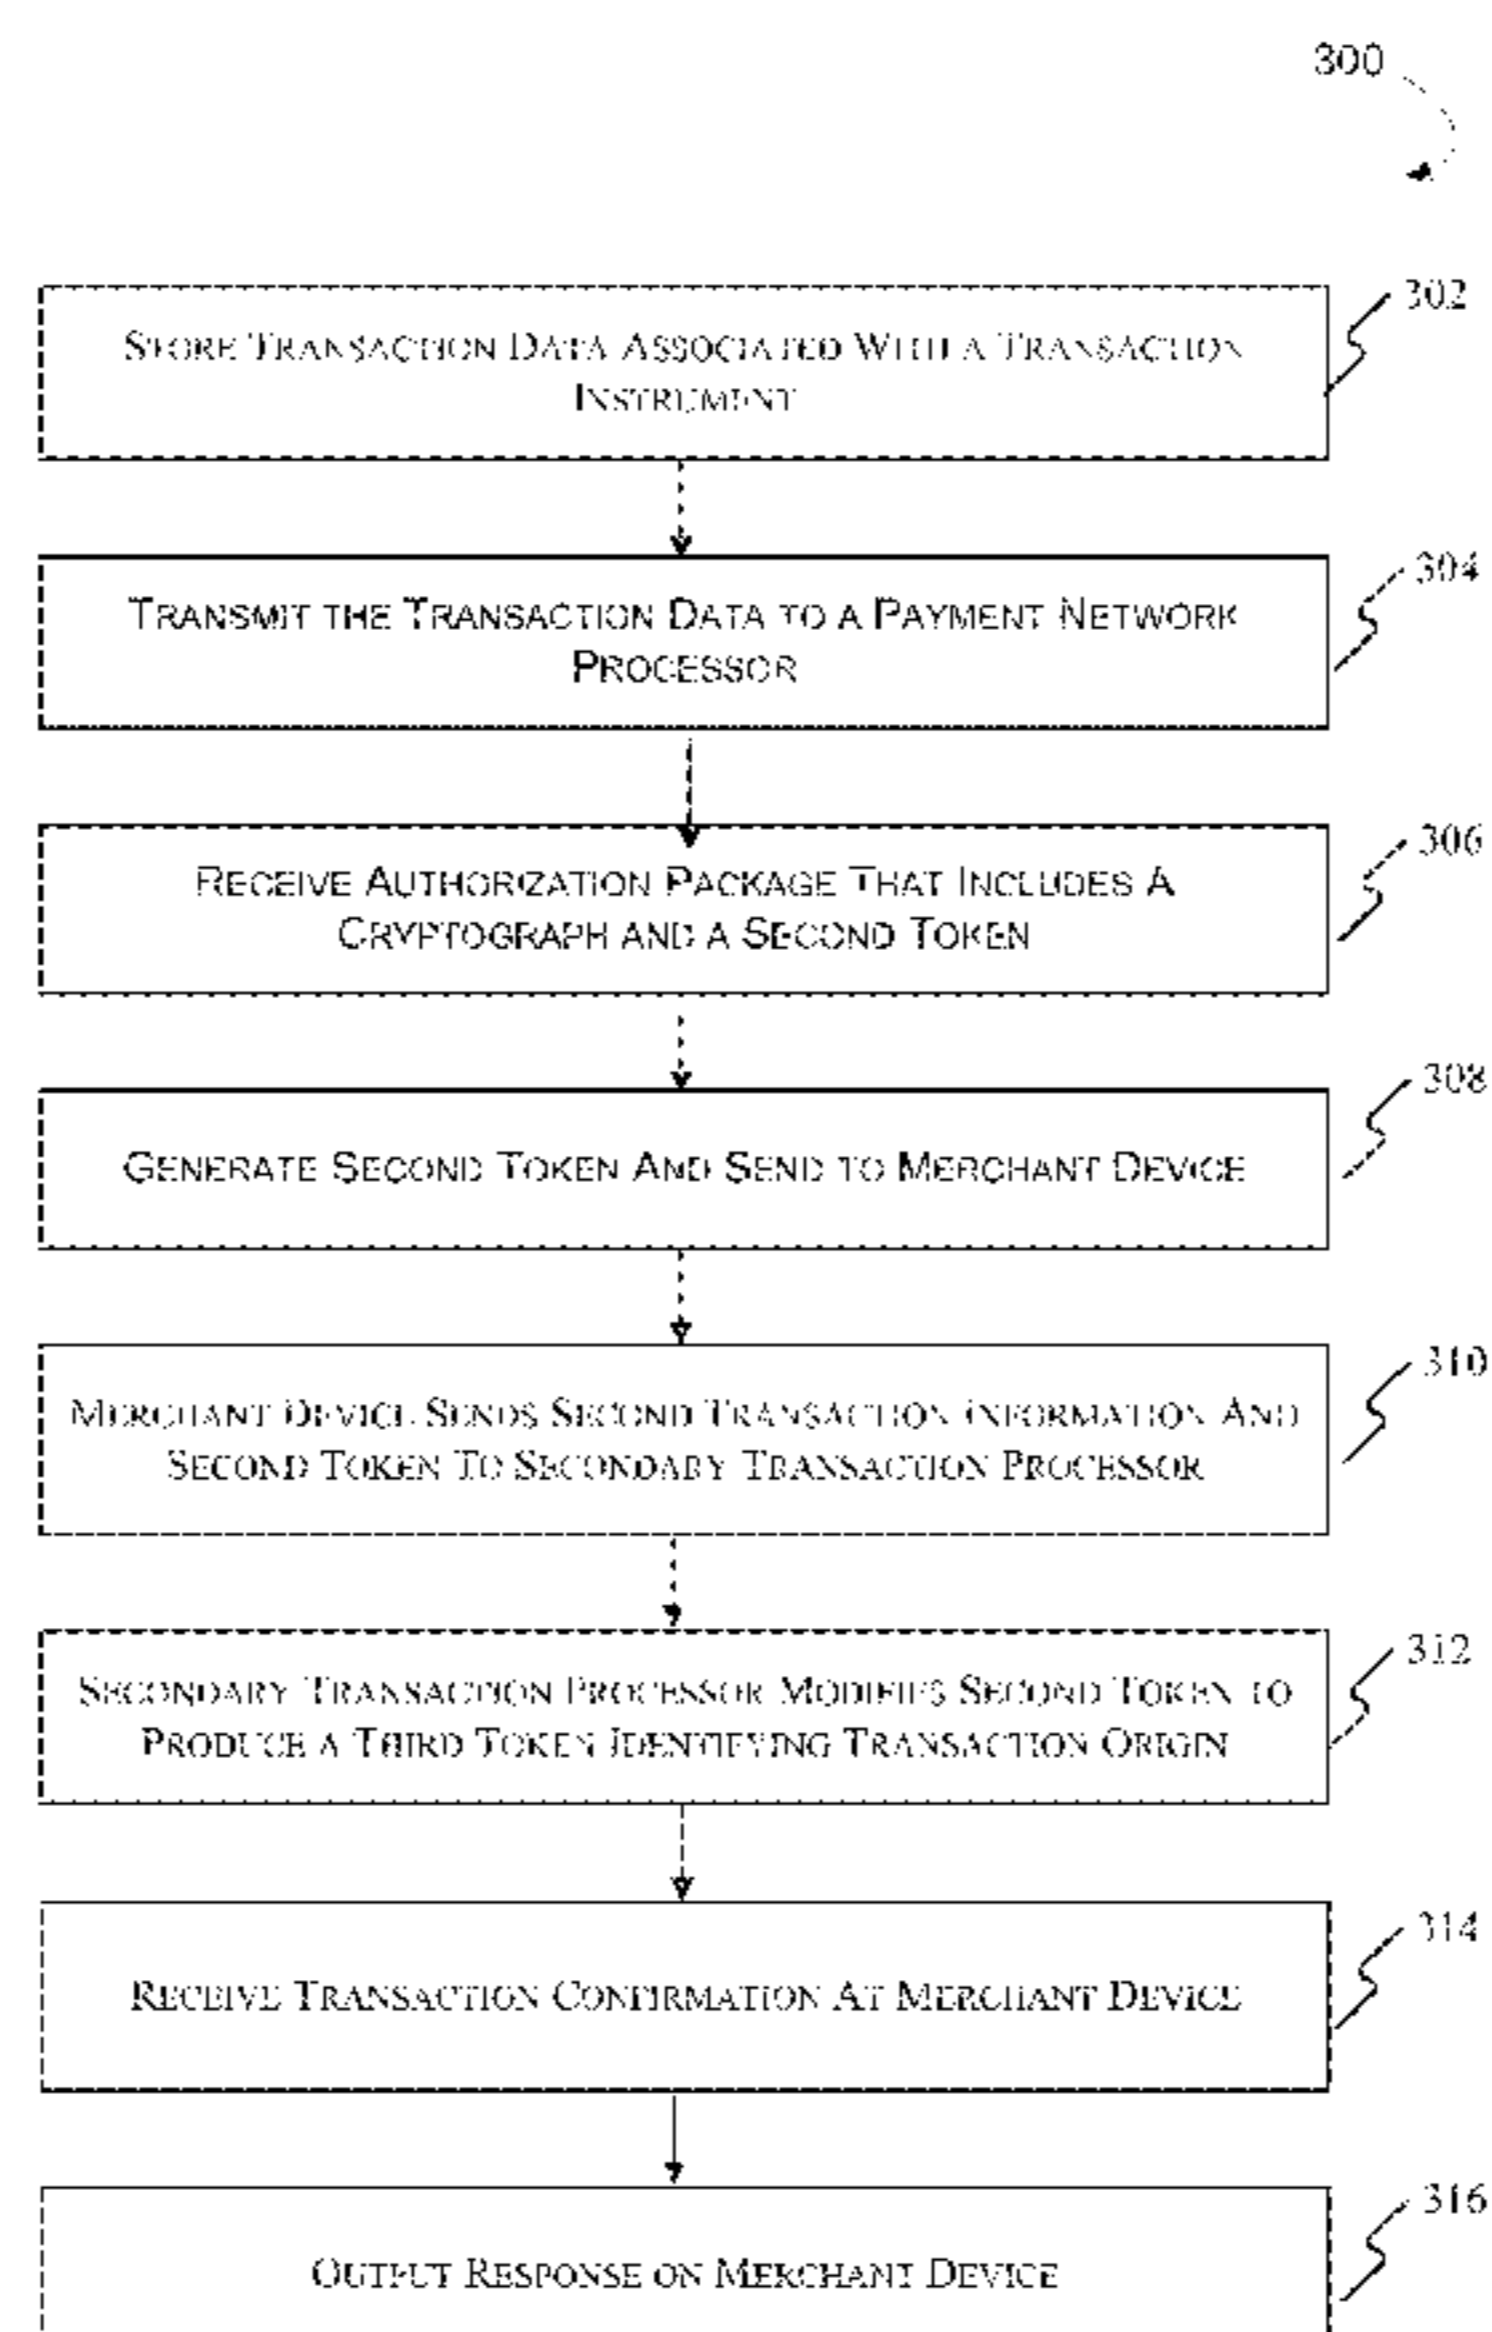 300
302
STORE TRANSACTION DATA ASSOCIATED WITH A TRANSACTION
INSTRUMENT
304
TRANSMIT THE TRANSACTION DATA TO A PAYMENT NETWORK
PROCESSOR
306
RECEIVE AUTHORIZATION PACKAGE THAT INCLUDES A
CRYPTOGRAPH AND A SECOND TOKEN
308
GENERATE SECOND TOKEN AND SEND TO MERCHANT DEVICE
310
MERCHANT DEVICE SENDS SECOND TRANSACTION INFORMATION AND
SECOND TOKEN TO SECONDARY TRANSACTION PROCESSOR
312
SECONDARY TRANSACTION PROCESSOR MODIFIES SECOND TOKEN TO
PRODUCE A THIRD TOKEN IDENTIFYING TRANSACTION ORIGIN
314
RECEIVE TRANSACTION CONFIRMATION AT MERCHANT DEVICE
316
OUTPUT RESPONSE ON MERCHANT DEVICE